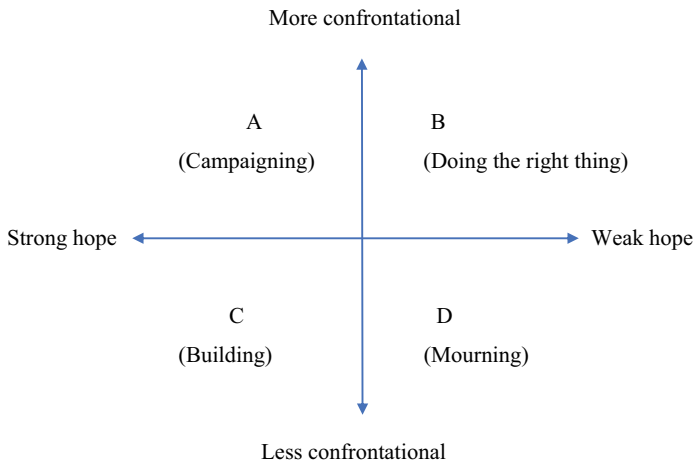 More confrontational
A
B
(Campaigning)
(Doing the right thing)
Strong hope
Weak hope
C
D
(Building)
(Mourning)
Less confrontational